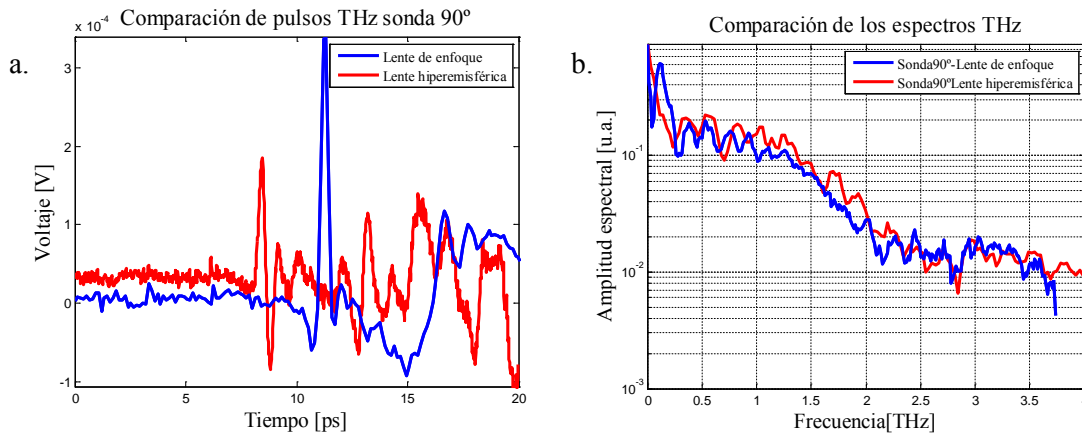 Comparación de pulsos THz sonda 90º
x 10⁻⁴
a.
Lente de enfoque
Lente hiperemisférica
Voltaje [V]
3
2
1
0
-1
0 5 10 15 20
Tiempo [ps]
Comparación de los espectros THz
b.
Sonda90º-Lente de enfoque
Sonda90ºLente hiperemisférica
Amplitud espectral [u.a.]
10⁻¹
10⁻²
10⁻³
0 0.5 1 1.5 2 2.5 3 3.5
Frecuencia[THz]